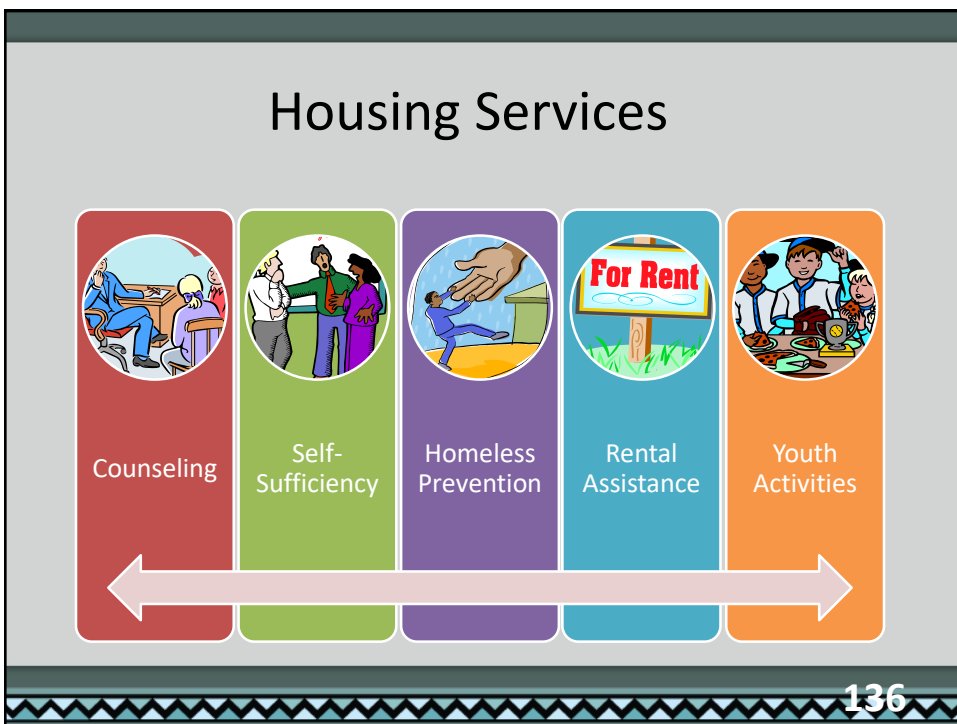 Housing Services
For Rent
Counseling
Self-
Sufficiency
Homeless
Prevention
Rental
Assistance
Youth
Activities
136